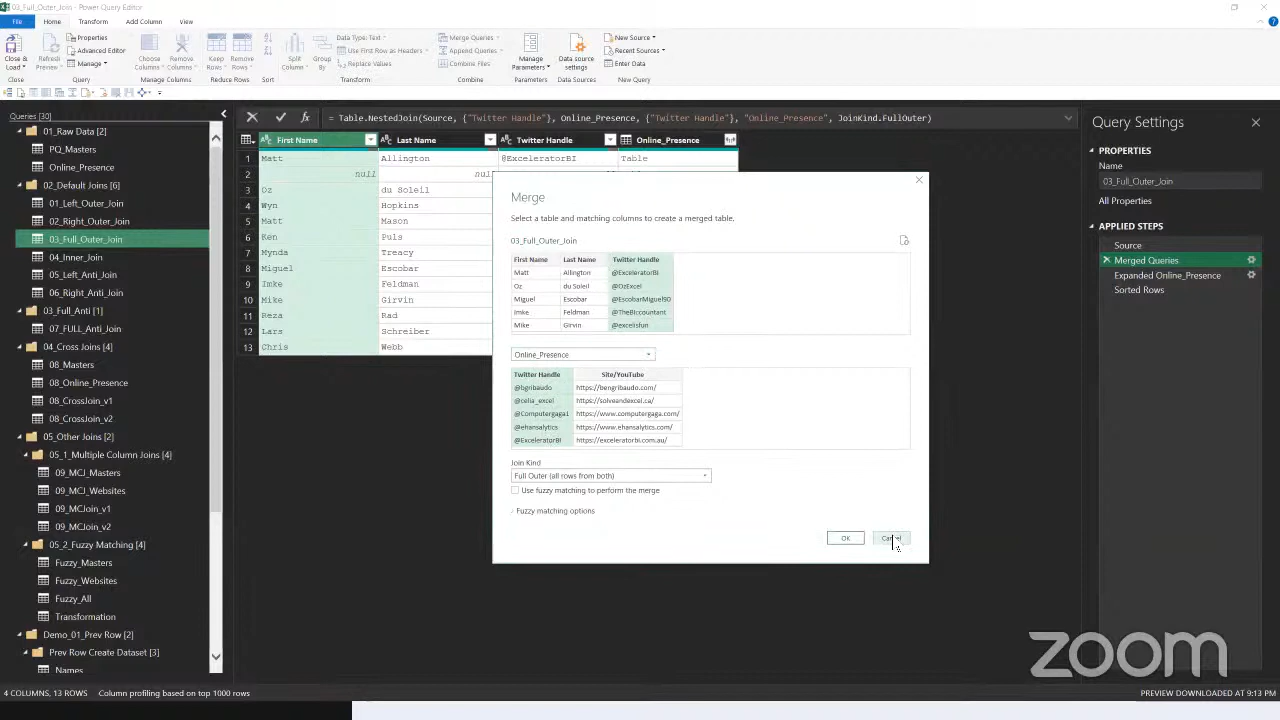 03_Full_Outer_Join - Power Query Editor
File Home Transform Add Column View
Close & Load
Refresh Preview
Properties
Advanced Editor
Manage
Choose Columns
Remove Columns
Keep Rows
Remove Rows
Split Column
Group By
Data Type: Text
Use First Row as Headers
Replace Values
Merge Queries
Append Queries
Combine Files
Manage Parameters
Data source settings
New Source
Recent Sources
Enter Data
Close Query Manage Columns Reduce Rows Sort Transform Combine Parameters Data Sources New Query
Queries [30]
01_Raw Data [2]
PQ_Masters
Online_Presence
02_Default Joins [6]
01_Left_Outer_Join
02_Right_Outer_Join
03_Full_Outer_Join
04_Inner_Join
05_Left_Anti_Join
06_Right_Anti_Join
03_Full_Anti [1]
07_FULL_Anti_Join
04_Cross Joins [4]
08_Masters
08_Online_Presence
08_CrossJoin_v1
08_CrossJoin_v2
05_Other Joins [2]
05_1_Multiple Column Joins [4]
09_MCJ_Masters
09_MCJ_Websites
09_MCJoin_v1
09_MCJoin_v2
05_2_Fuzzy Matching [4]
Fuzzy_Masters
Fuzzy_Websites
Fuzzy_All
Transformation
Demo_01_Prev Row [2]
Prev Row Create Dataset [3]
Names
= Table.NestedJoin(Source, {"Twitter Handle"}, Online_Presence, {"Twitter Handle"}, "Online_Presence", JoinKind.FullOuter)
First Name Last Name Twitter Handle Online_Presence
1 Matt Allington @ExceleratorBI Table
2 null null
3 Oz du Soleil
4 Wyn Hopkins
5 Matt Mason
6 Ken Puls
7 Mynda Treacy
8 Miguel Escobar
9 Imke Feldman
10 Mike Girvin
11 Reza Rad
12 Lars Schreiber
13 Chris Webb
Merge
Select a table and matching columns to create a merged table.
03_Full_Outer_Join
First Name Last Name Twitter Handle
Matt Allington @ExceleratorBI
Oz du Soleil @OzExcel
Miguel Escobar @EscobarMiguel90
Imke Feldman @TheBIccountant
Mike Girvin @excelisfun
Online_Presence
Twitter Handle Site/YouTube
@bgribaudo https://bengribaudo.com/
@celia_excel https://solveandexcel.ca/
@Computergaga1 https://www.computergaga.com/
@ehansalytics https://www.ehansalytics.com/
@ExceleratorBI https://exceleratorbi.com.au/
Join Kind
Full Outer (all rows from both)
Use fuzzy matching to perform the merge
Fuzzy matching options
OK Cancel
Query Settings
PROPERTIES
Name
03_Full_Outer_Join
All Properties
APPLIED STEPS
Source
Merged Queries
Expanded Online_Presence
Sorted Rows
zoom
4 COLUMNS, 13 ROWS Column profiling based on top 1000 rows
PREVIEW DOWNLOADED AT 9:13 PM